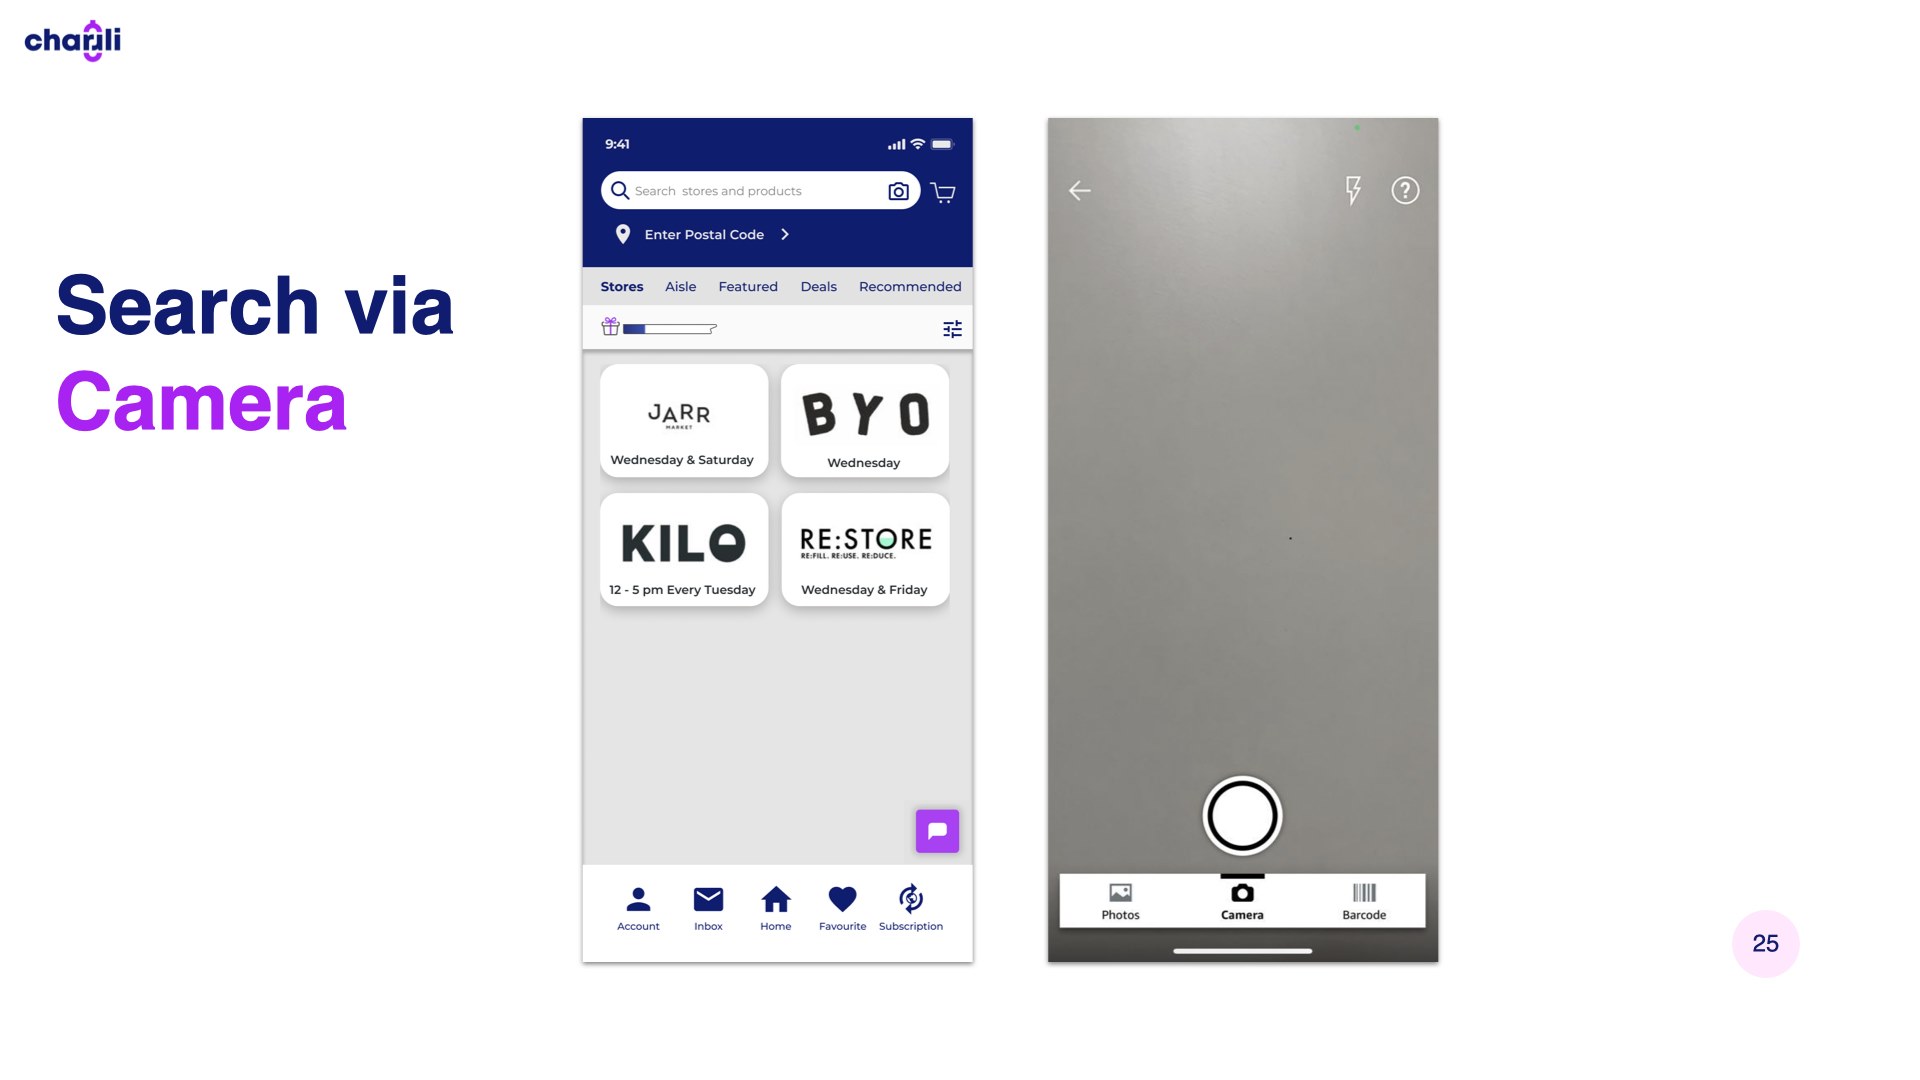 charjli
Search via
Camera
9:41
Search stores and products
Enter Postal Code
Stores Aisle Featured Deals Recommended
JARR
MARKET
Wednesday & Saturday
BYO
Wednesday
KILO
12 - 5 pm Every Tuesday
RE:STORE
RE:FILL. RE:USE. RE:DUCE.
Wednesday & Friday
Account Inbox Home Favourite Subscription
Photos Camera Barcode
25